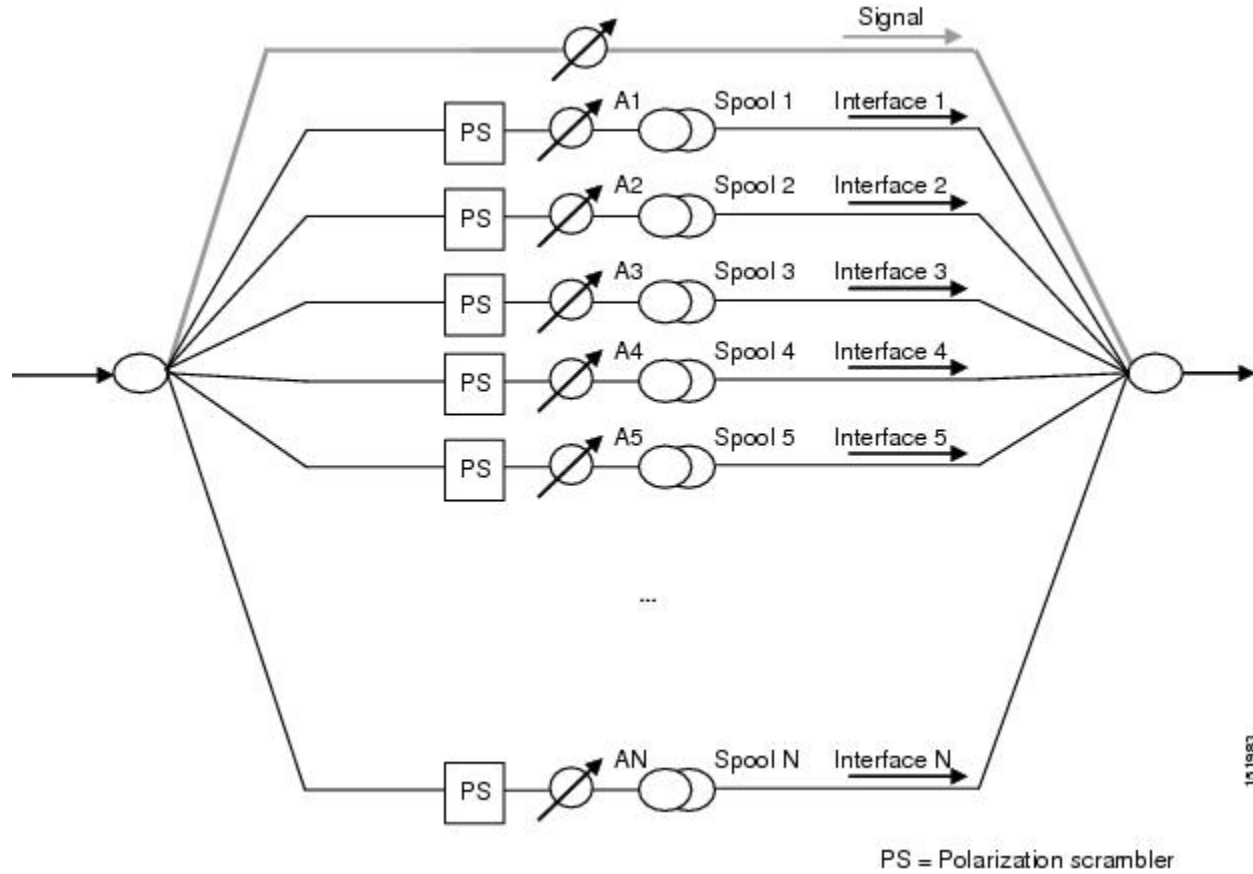 Signal
PS A1 Spool 1 Interface 1
PS A2 Spool 2 Interface 2
PS A3 Spool 3 Interface 3
PS A4 Spool 4 Interface 4
PS A5 Spool 5 Interface 5
...
PS AN Spool N Interface N
151983
PS = Polarization scrambler